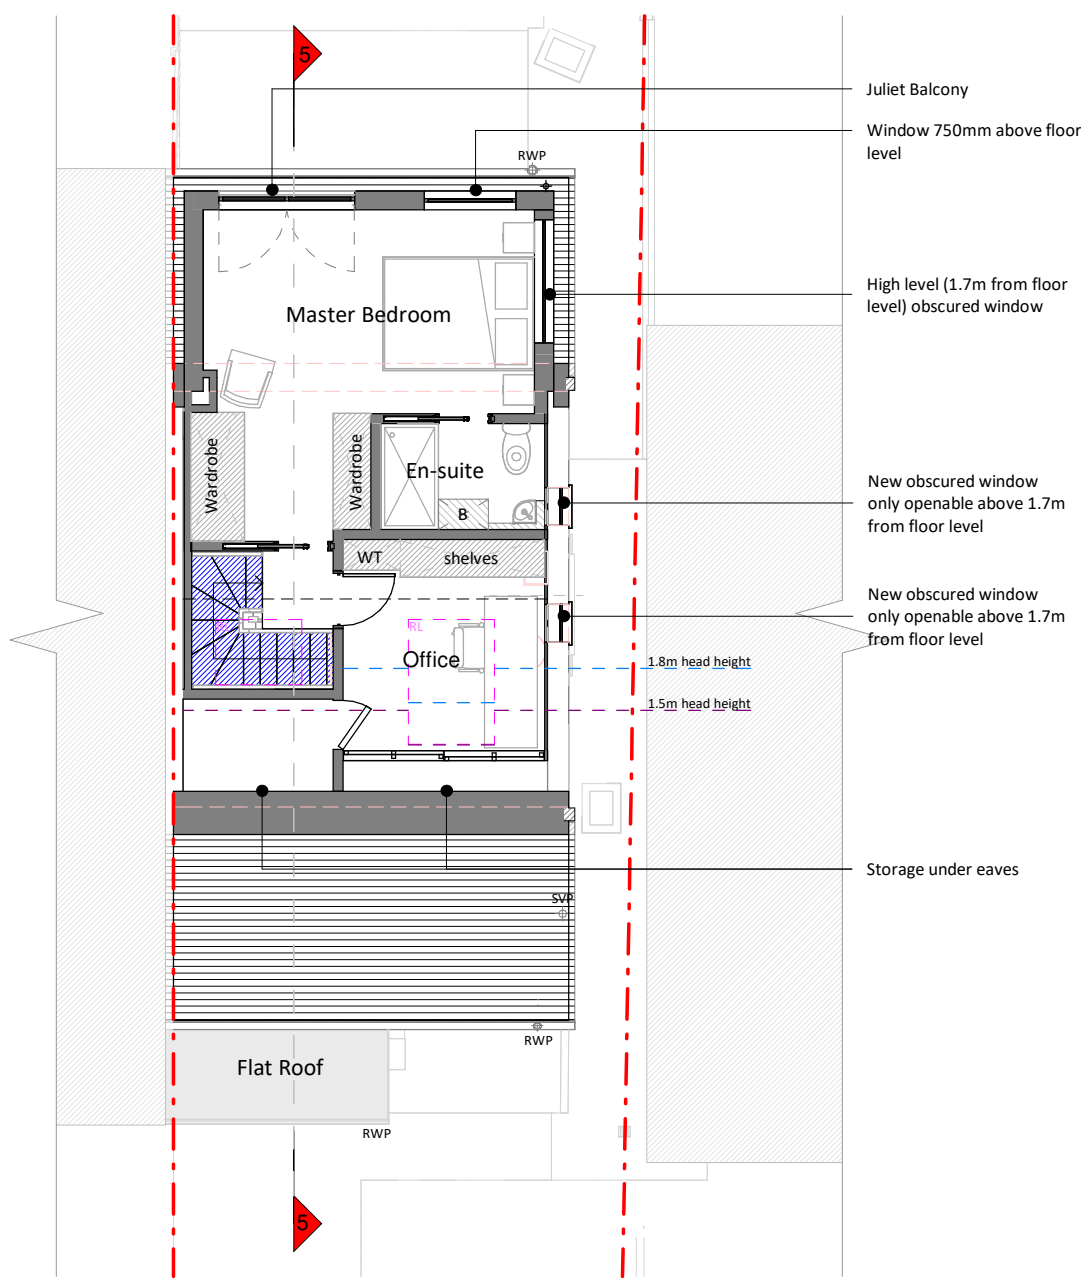 5
Juliet Balcony
Window 750mm above floor
level
RWP
High level (1.7m from floor
level) obscured window
Master Bedroom
Wardrobe
Wardrobe
En-suite
B
New obscured window
only openable above 1.7m
from floor level
WT
shelves
New obscured window
only openable above 1.7m
from floor level
RL
Office
1.8m head height
1.5m head height
Storage under eaves
SVP
RWP
Flat Roof
RWP
5